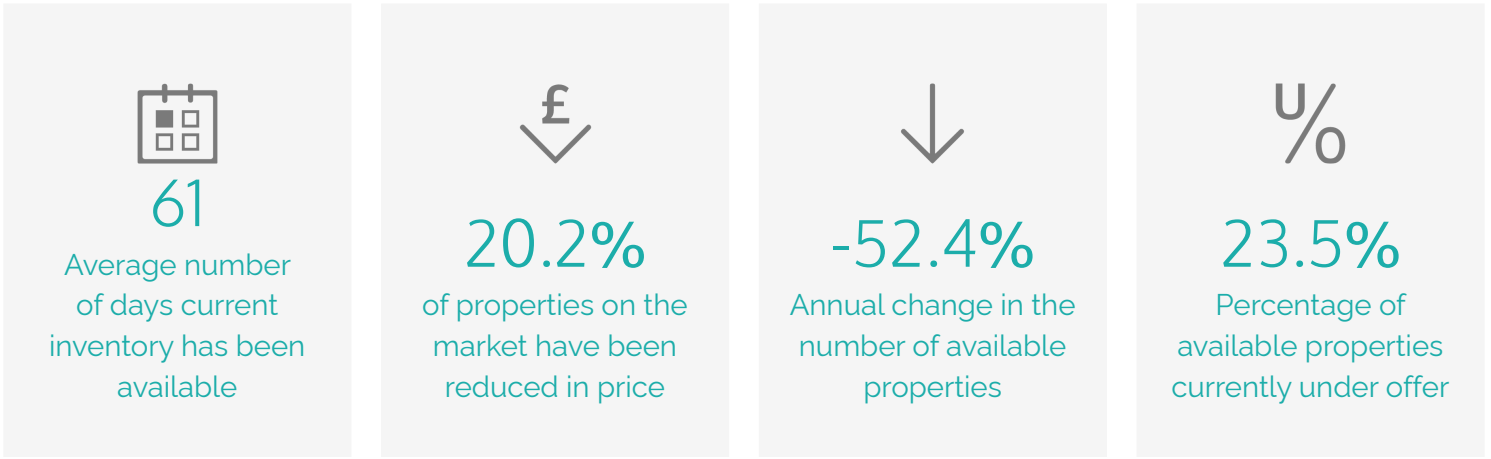 61
Average number
of days current
inventory has been
available
£
20.2%
of properties on the
market have been
reduced in price
-52.4%
Annual change in the
number of available
properties
U%
23.5%
Percentage of
available properties
currently under offer